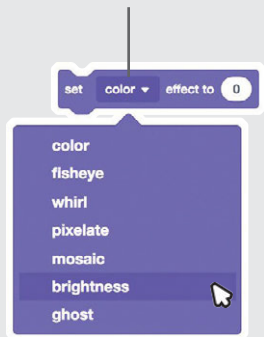 set color effect to 0
color
fisheye
whirl
pixelate
mosaic
brightness
ghost